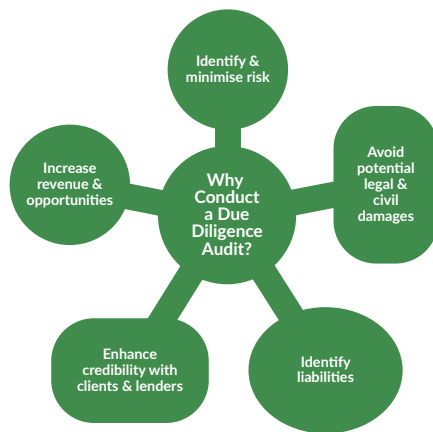 Identify &
minimise risk
Increase
revenue &
opportunities
Why
Conduct
a Due
Diligence
Audit?
Avoid
potential
legal &
civil
damages
Enhance
credibility with
clients & lenders
Identify
liabilities